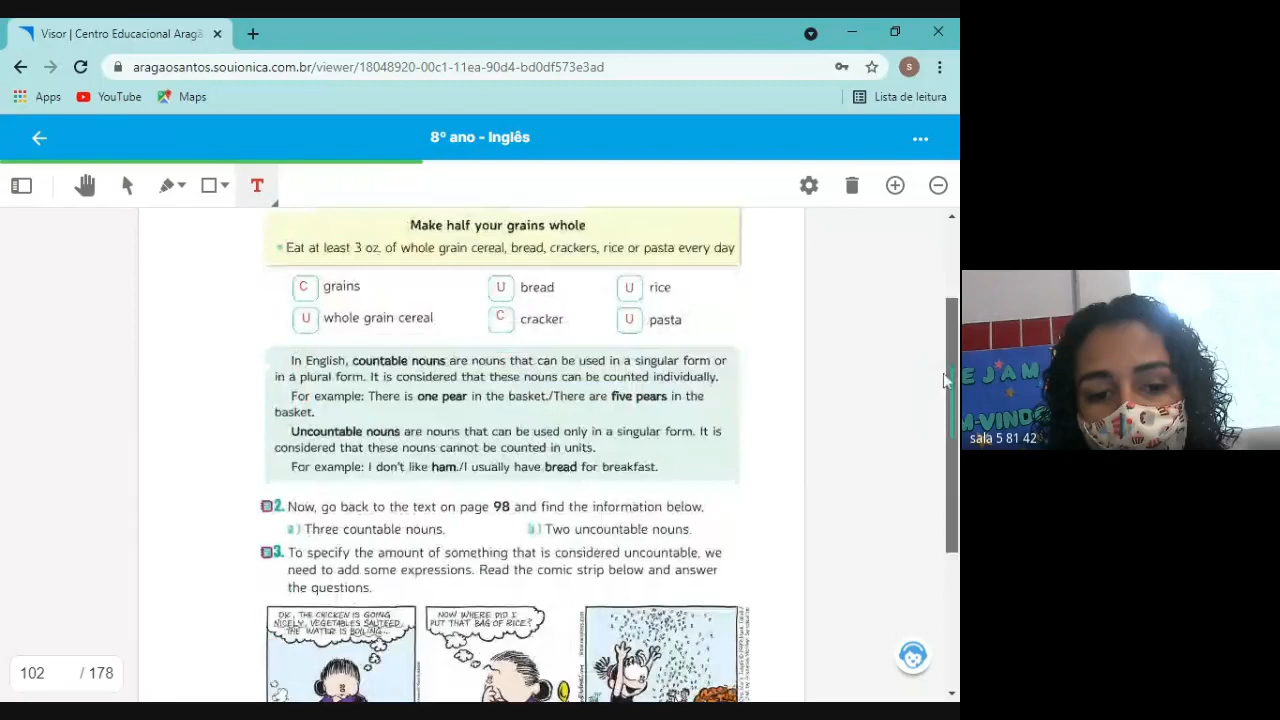 Visor | Centro Educacional Aragã
aragaosantos.souionica.com.br/viewer/18048920-00c1-11ea-90d4-bd0df573e3ad
S
Apps YouTube Maps
Lista de leitura
8º ano - Inglês
T
Make half your grains whole
Eat at least 3 oz. of whole grain cereal, bread, crackers, rice or pasta every day
C grains U bread U rice
U whole grain cereal C cracker U pasta
In English, countable nouns are nouns that can be used in a singular form or
in a plural form. It is considered that these nouns can be counted individually.
For example: There is one pear in the basket./There are five pears in the
basket.
Uncountable nouns are nouns that can be used only in a singular form. It is
considered that these nouns cannot be counted in units.
For example: I don't like ham./I usually have bread for breakfast.
2. Now, go back to the text on page 98 and find the information below.
a) Three countable nouns. b) Two uncountable nouns.
3. To specify the amount of something that is considered uncountable, we
need to add some expressions. Read the comic strip below and answer
the questions.
OK, THE CHICKEN IS GOING
NICELY, VEGETABLES SAUTEED,
THE WATER IS BOILING...
NOW WHERE DID I
PUT THAT BAG OF RICE?
102 / 178
EJAM
M-VINDO
sala 5 81 42